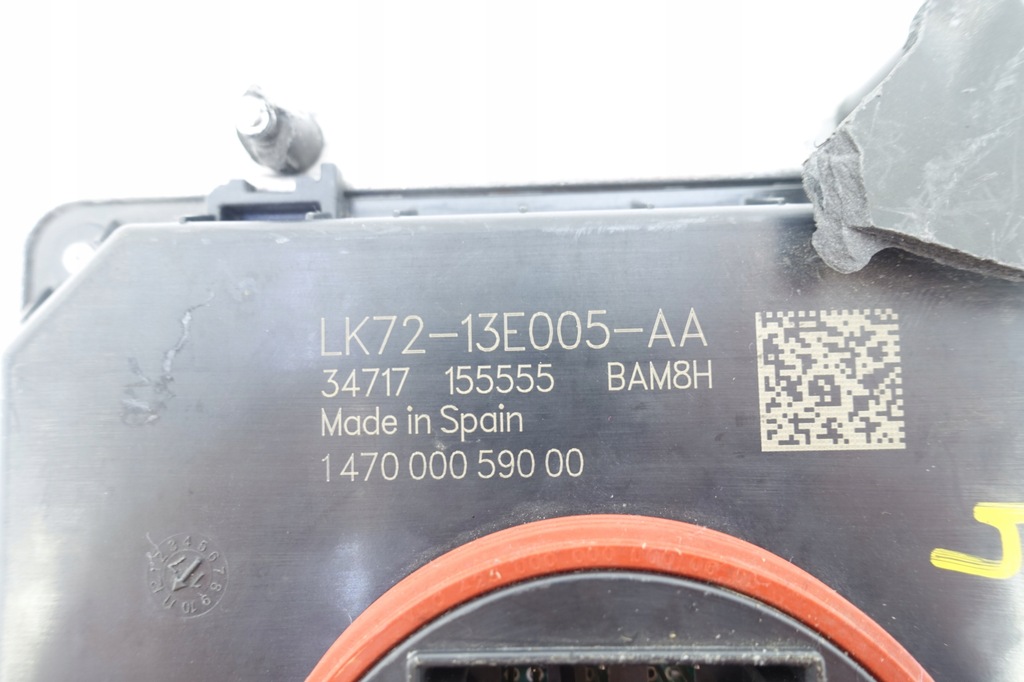 LK72-13E005-AA
34717 155555 BAM8H
Made in Spain
1 470 000 590 00
J